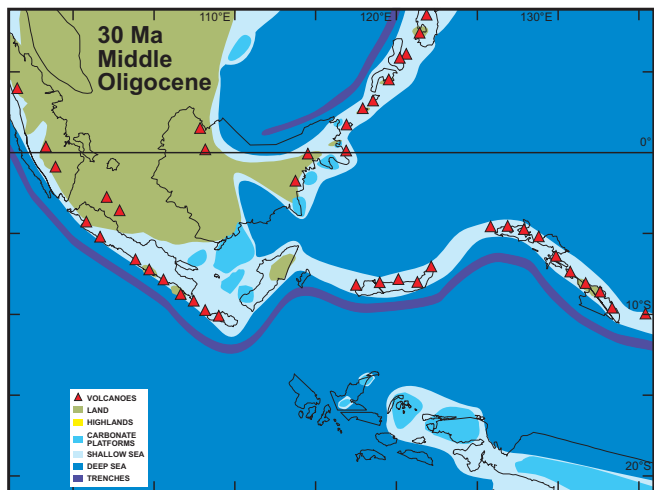 110°E
120°E
130°E
30 Ma
Middle
Oligocene
0°
10°S
20°S
VOLCANOES
LAND
HIGHLANDS
CARBONATE
PLATFORMS
SHALLOW SEA
DEEP SEA
TRENCHES